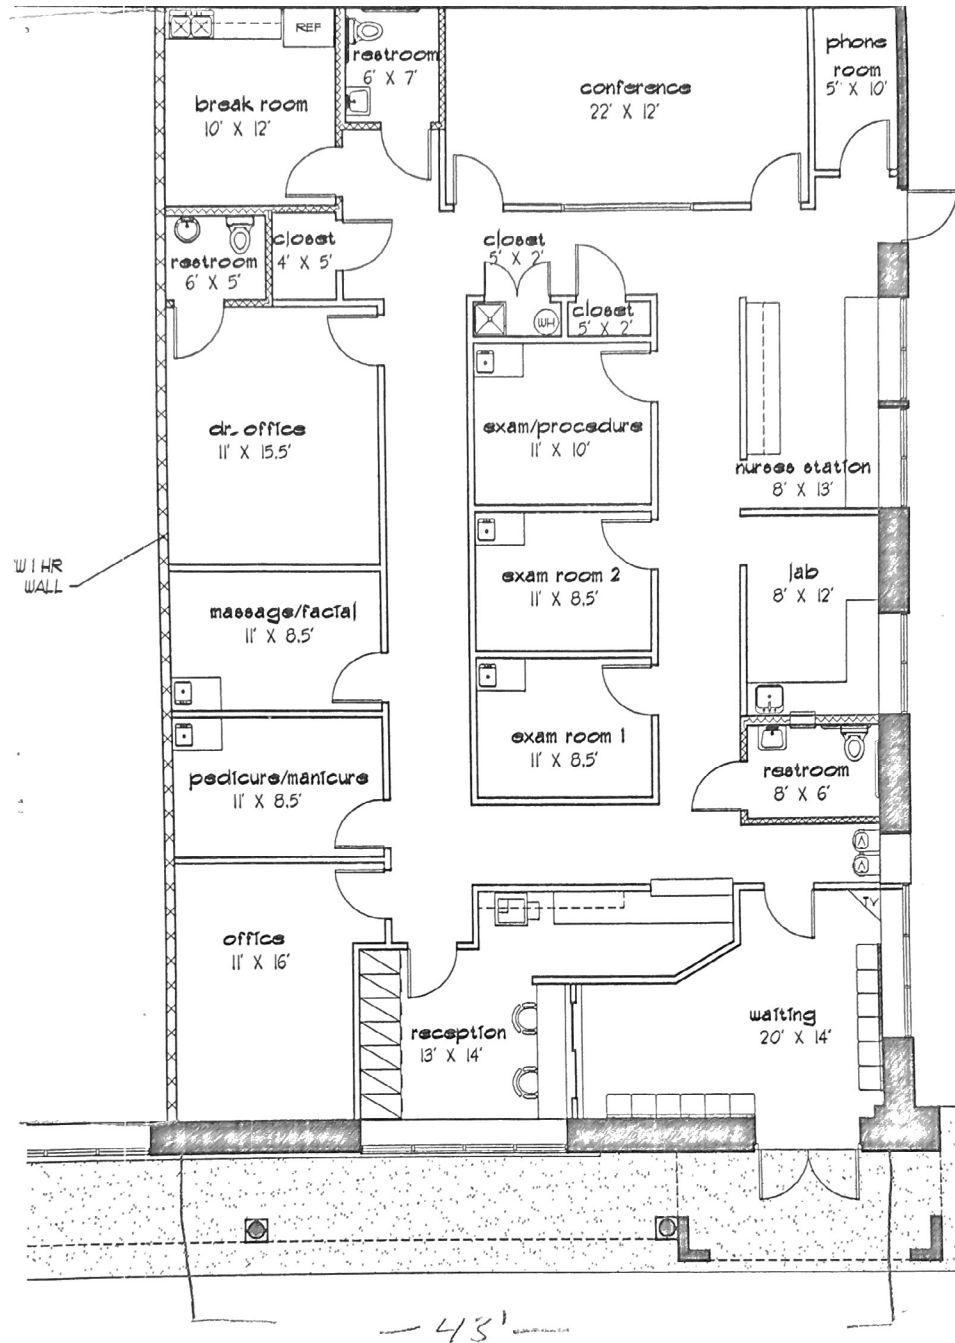 REF
restroom
6' X 7'
phone
room
5' X 10'
conference
22' X 12'
break room
10' X 12'
closet
4' X 5'
restroom
6' X 5'
closet
5' X 2'
closet
5' X 2'
WH
dr. office
11' X 15.5'
exam/procedure
11' X 10'
nurses station
8' X 13'
W 1 HR
WALL
exam room 2
11' X 8.5'
lab
8' X 12'
massage/facial
11' X 8.5'
exam room 1
11' X 8.5'
restroom
8' X 6'
pedicure/manicure
11' X 8.5'
TV
office
11' X 16'
reception
13' X 14'
waiting
20' X 14'
43'